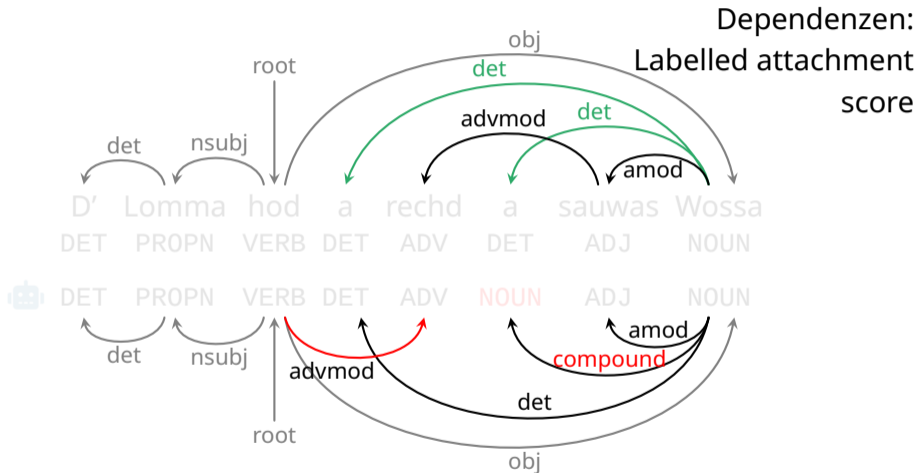 Dependenzen:
Labelled attachment
score
obj
root
det
advmod
det
det
nsubj
amod
D’ Lomma hod a rechd a sauwas Wossa
DET PROPN VERB DET ADV DET ADJ NOUN
DET PROPN VERB DET ADV NOUN ADJ NOUN
amod
det
nsubj
compound
advmod
det
root
obj